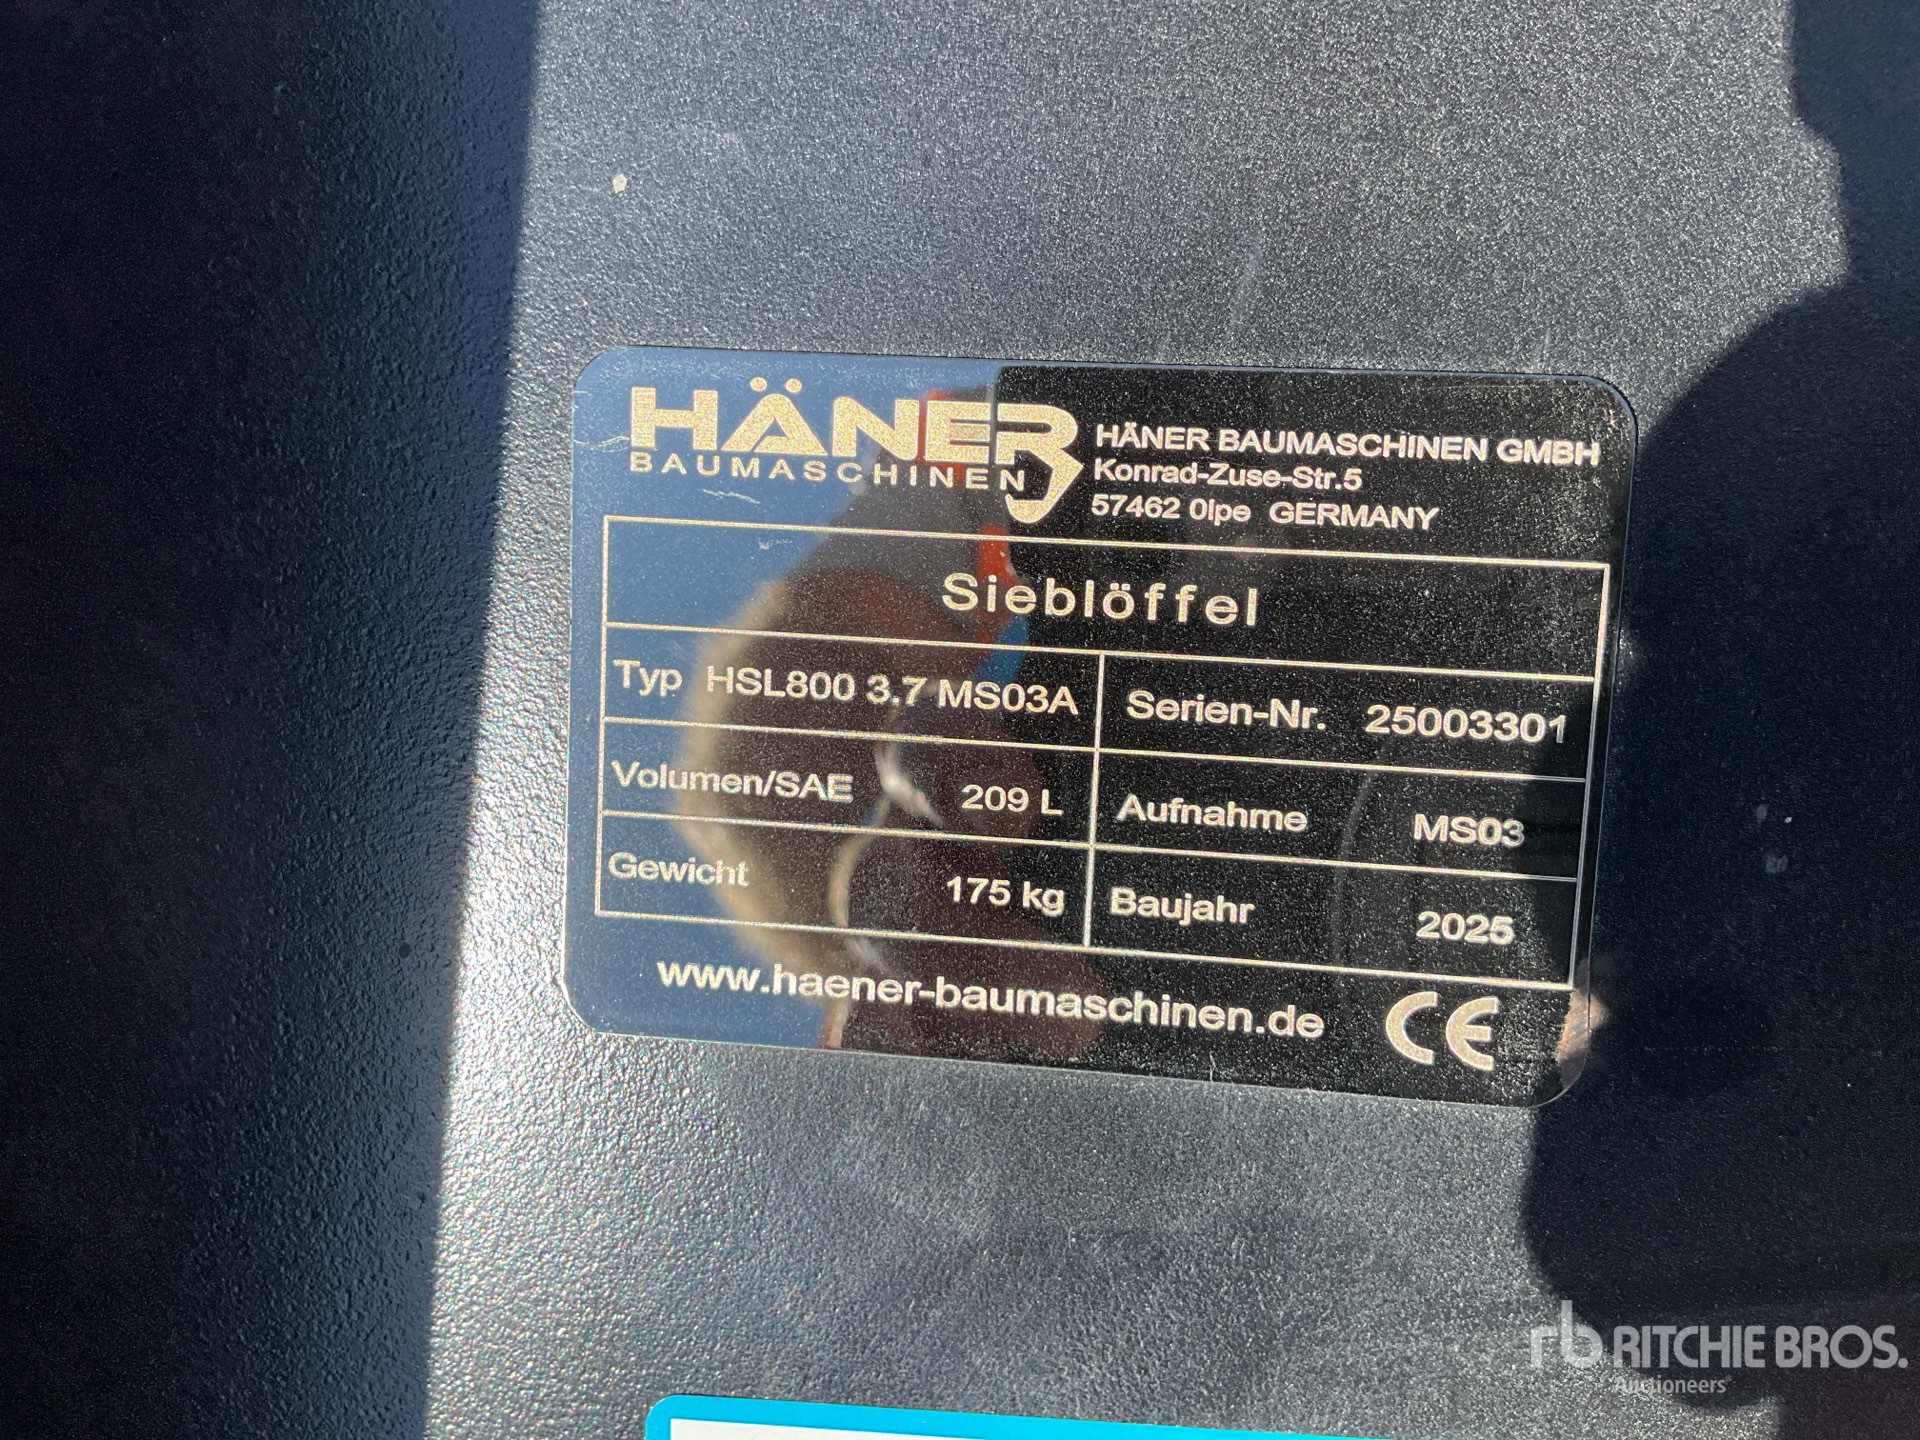 HÄNER
BAUMASCHINEN
HÄNER BAUMASCHINEN GMBH
Konrad-Zuse-Str.5
57462 Olpe GERMANY
Sieblöffel
Typ HSL800 3.7 MS03A
Serien-Nr. 25003301
Volumen/SAE 209 L
Aufnahme MS03
Gewicht 175 kg
Baujahr 2025
www.haener-baumaschinen.de
CE
rb RITCHIE BROS.
Auctioneers